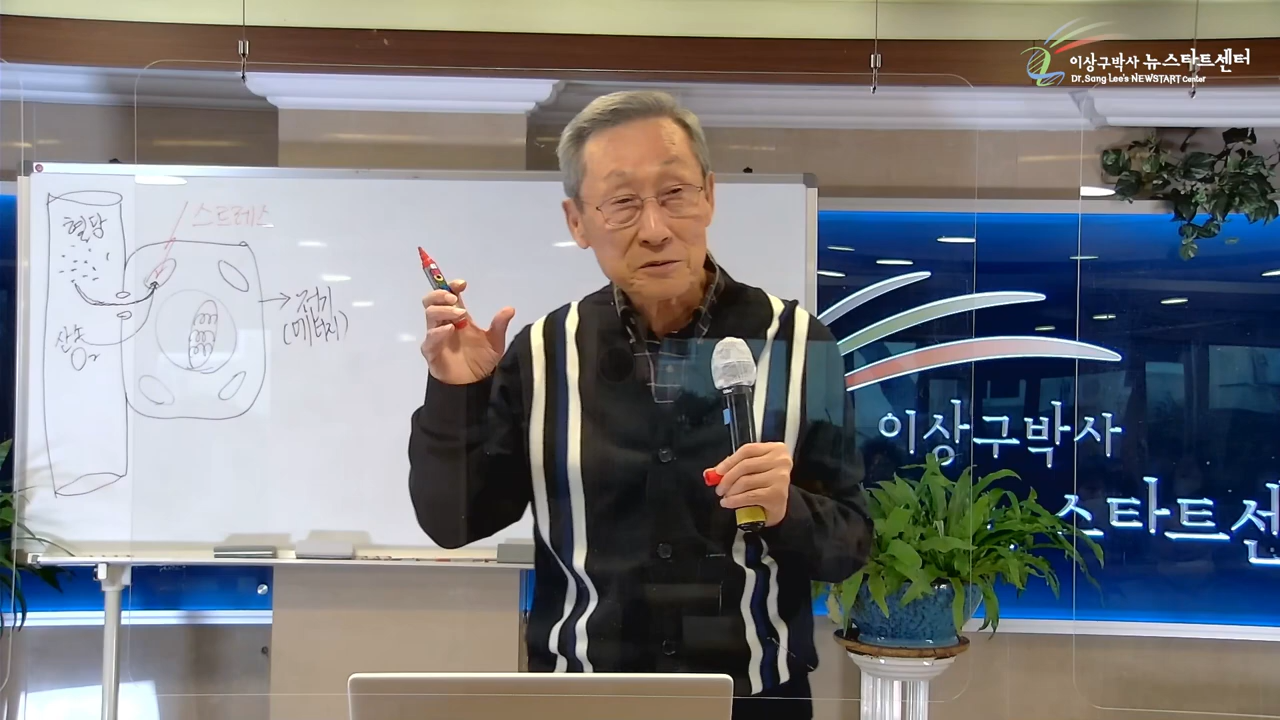 이상구박사 뉴스타트센터
Dr. Sang Lee's NEWSTART Center
혈당
스트레스
산소
O₂
전기
(에너지)
이상구박사
스타트센